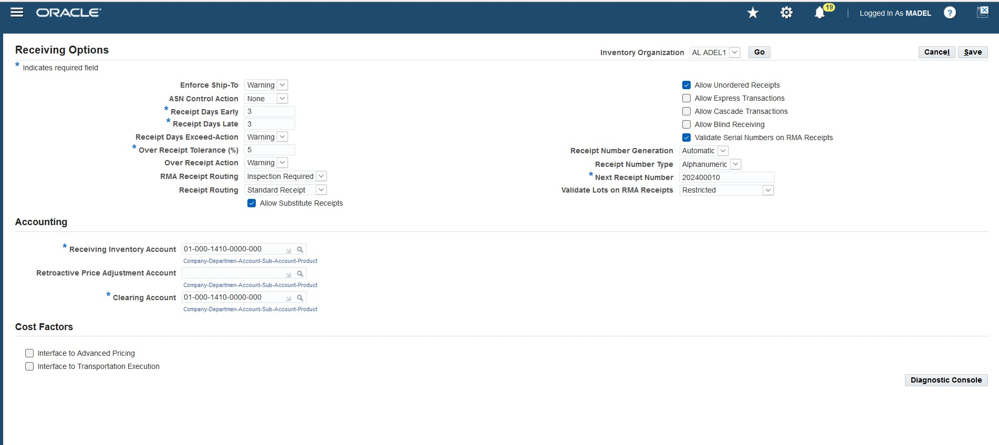 ORACLE
19
Logged In As MADEL
?
Receiving Options
Inventory Organization AL ADEL1 Go Cancel Save
* Indicates required field
Enforce Ship-To Warning
ASN Control Action None
* Receipt Days Early 3
* Receipt Days Late 3
Receipt Days Exceed-Action Warning
* Over Receipt Tolerance (%) 5
Over Receipt Action Warning
RMA Receipt Routing Inspection Required
Receipt Routing Standard Receipt
Allow Substitute Receipts
Allow Unordered Receipts
Allow Express Transactions
Allow Cascade Transactions
Allow Blind Receiving
Validate Serial Numbers on RMA Receipts
Receipt Number Generation Automatic
Receipt Number Type Alphanumeric
* Next Receipt Number 202400010
Validate Lots on RMA Receipts Restricted
Accounting
* Receiving Inventory Account 01-000-1410-0000-000
Company-Departmen-Account-Sub-Account-Product
Retroactive Price Adjustment Account
Company-Departmen-Account-Sub-Account-Product
* Clearing Account 01-000-1410-0000-000
Company-Departmen-Account-Sub-Account-Product
Cost Factors
Interface to Advanced Pricing
Interface to Transportation Execution
Diagnostic Console